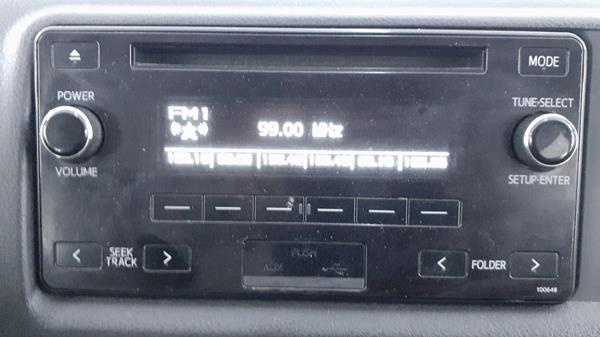 MODE
POWER
VOLUME
FM1
99.00 MHz
TUNE·SELECT
SETUP·ENTER
SEEK
TRACK
PUSH
AUX
FOLDER
100648